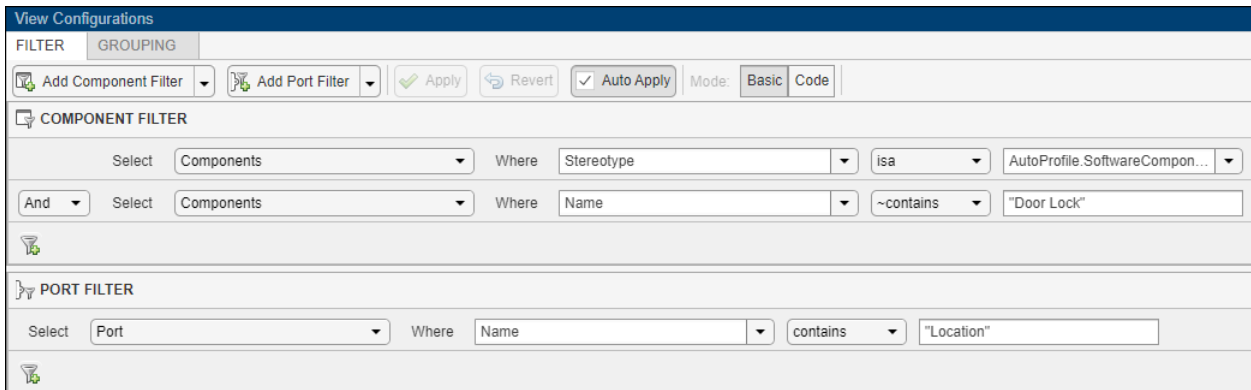 View Configurations
FILTER GROUPING
Add Component Filter Add Port Filter Apply Revert Auto Apply Mode: Basic Code
COMPONENT FILTER
Select Components Where Stereotype isa AutoProfile.SoftwareCompon...
And Select Components Where Name ~contains "Door Lock"
PORT FILTER
Select Port Where Name contains "Location"